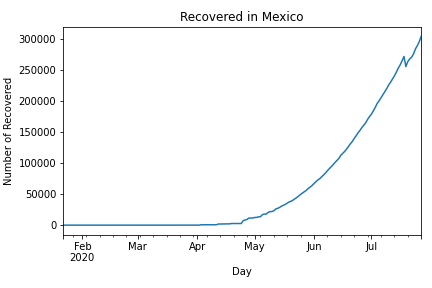 Recovered in Mexico
Number of Recovered
300000
250000
200000
150000
100000
50000
0
Feb Mar Apr May Jun Jul
2020
Day